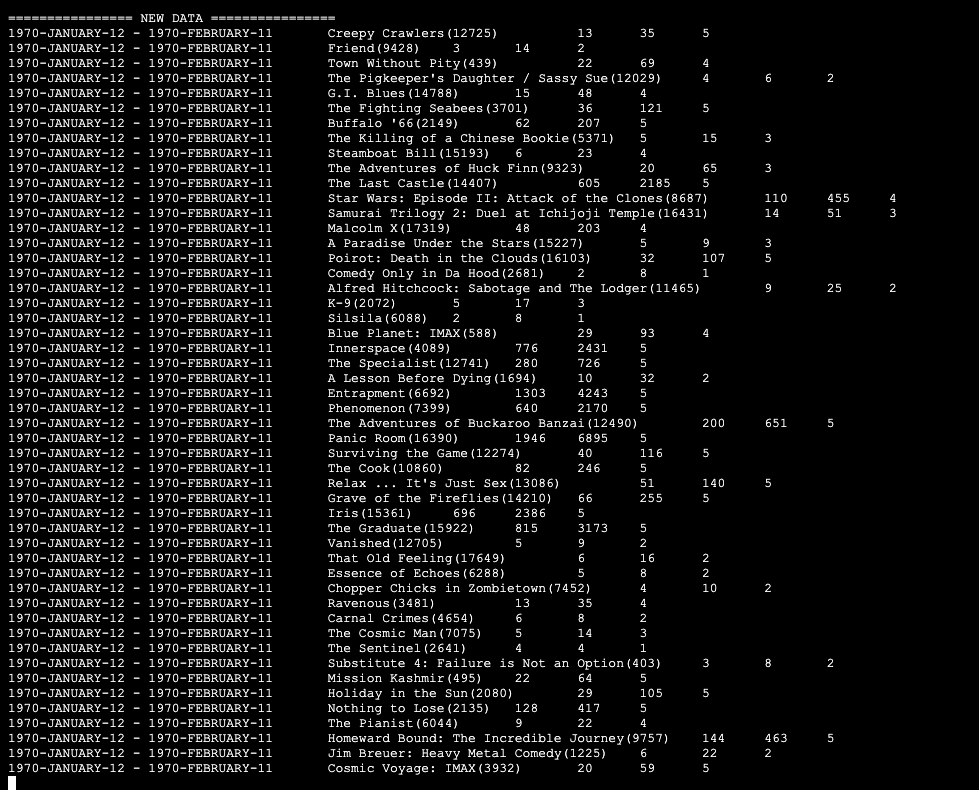 ================ NEW DATA ================
1970-JANUARY-12 - 1970-FEBRUARY-11 Creepy Crawlers(12725) 13 35 5
1970-JANUARY-12 - 1970-FEBRUARY-11 Friend(9428) 3 14 2
1970-JANUARY-12 - 1970-FEBRUARY-11 Town Without Pity(439) 22 69 4
1970-JANUARY-12 - 1970-FEBRUARY-11 The Pigkeeper's Daughter / Sassy Sue(12029) 4 6 2
1970-JANUARY-12 - 1970-FEBRUARY-11 G.I. Blues(14788) 15 48 4
1970-JANUARY-12 - 1970-FEBRUARY-11 The Fighting Seabees(3701) 36 121 5
1970-JANUARY-12 - 1970-FEBRUARY-11 Buffalo '66(2149) 62 207 5
1970-JANUARY-12 - 1970-FEBRUARY-11 The Killing of a Chinese Bookie(5371) 5 15 3
1970-JANUARY-12 - 1970-FEBRUARY-11 Steamboat Bill(15193) 6 23 4
1970-JANUARY-12 - 1970-FEBRUARY-11 The Adventures of Huck Finn(9323) 20 65 3
1970-JANUARY-12 - 1970-FEBRUARY-11 The Last Castle(14407) 605 2185 5
1970-JANUARY-12 - 1970-FEBRUARY-11 Star Wars: Episode II: Attack of the Clones(8687) 110 455 4
1970-JANUARY-12 - 1970-FEBRUARY-11 Samurai Trilogy 2: Duel at Ichijoji Temple(16431) 14 51 3
1970-JANUARY-12 - 1970-FEBRUARY-11 Malcolm X(17319) 48 203 4
1970-JANUARY-12 - 1970-FEBRUARY-11 A Paradise Under the Stars(15227) 5 9 3
1970-JANUARY-12 - 1970-FEBRUARY-11 Poirot: Death in the Clouds(16103) 32 107 5
1970-JANUARY-12 - 1970-FEBRUARY-11 Comedy Only in Da Hood(2681) 2 8 1
1970-JANUARY-12 - 1970-FEBRUARY-11 Alfred Hitchcock: Sabotage and The Lodger(11465) 9 25 2
1970-JANUARY-12 - 1970-FEBRUARY-11 K-9(2072) 5 17 3
1970-JANUARY-12 - 1970-FEBRUARY-11 Silsila(6088) 2 8 1
1970-JANUARY-12 - 1970-FEBRUARY-11 Blue Planet: IMAX(588) 29 93 4
1970-JANUARY-12 - 1970-FEBRUARY-11 Innerspace(4089) 776 2431 5
1970-JANUARY-12 - 1970-FEBRUARY-11 The Specialist(12741) 280 726 5
1970-JANUARY-12 - 1970-FEBRUARY-11 A Lesson Before Dying(1694) 10 32 2
1970-JANUARY-12 - 1970-FEBRUARY-11 Entrapment(6692) 1303 4243 5
1970-JANUARY-12 - 1970-FEBRUARY-11 Phenomenon(7399) 640 2170 5
1970-JANUARY-12 - 1970-FEBRUARY-11 The Adventures of Buckaroo Banzai(12490) 200 651 5
1970-JANUARY-12 - 1970-FEBRUARY-11 Panic Room(16390) 1946 6895 5
1970-JANUARY-12 - 1970-FEBRUARY-11 Surviving the Game(12274) 40 116 5
1970-JANUARY-12 - 1970-FEBRUARY-11 The Cook(10860) 82 246 5
1970-JANUARY-12 - 1970-FEBRUARY-11 Relax ... It's Just Sex(13086) 51 140 5
1970-JANUARY-12 - 1970-FEBRUARY-11 Grave of the Fireflies(14210) 66 255 5
1970-JANUARY-12 - 1970-FEBRUARY-11 Iris(15361) 696 2386 5
1970-JANUARY-12 - 1970-FEBRUARY-11 The Graduate(15922) 815 3173 5
1970-JANUARY-12 - 1970-FEBRUARY-11 Vanished(12705) 5 9 2
1970-JANUARY-12 - 1970-FEBRUARY-11 That Old Feeling(17649) 6 16 2
1970-JANUARY-12 - 1970-FEBRUARY-11 Essence of Echoes(6288) 5 8 2
1970-JANUARY-12 - 1970-FEBRUARY-11 Chopper Chicks in Zombietown(7452) 4 10 2
1970-JANUARY-12 - 1970-FEBRUARY-11 Ravenous(3481) 13 35 4
1970-JANUARY-12 - 1970-FEBRUARY-11 Carnal Crimes(4654) 6 8 2
1970-JANUARY-12 - 1970-FEBRUARY-11 The Cosmic Man(7075) 5 14 3
1970-JANUARY-12 - 1970-FEBRUARY-11 The Sentinel(2641) 4 4 1
1970-JANUARY-12 - 1970-FEBRUARY-11 Substitute 4: Failure is Not an Option(403) 3 8 2
1970-JANUARY-12 - 1970-FEBRUARY-11 Mission Kashmir(495) 22 64 5
1970-JANUARY-12 - 1970-FEBRUARY-11 Holiday in the Sun(2080) 29 105 5
1970-JANUARY-12 - 1970-FEBRUARY-11 Nothing to Lose(2135) 128 417 5
1970-JANUARY-12 - 1970-FEBRUARY-11 The Pianist(6044) 9 22 4
1970-JANUARY-12 - 1970-FEBRUARY-11 Homeward Bound: The Incredible Journey(9757) 144 463 5
1970-JANUARY-12 - 1970-FEBRUARY-11 Jim Breuer: Heavy Metal Comedy(1225) 6 22 2
1970-JANUARY-12 - 1970-FEBRUARY-11 Cosmic Voyage: IMAX(3932) 20 59 5